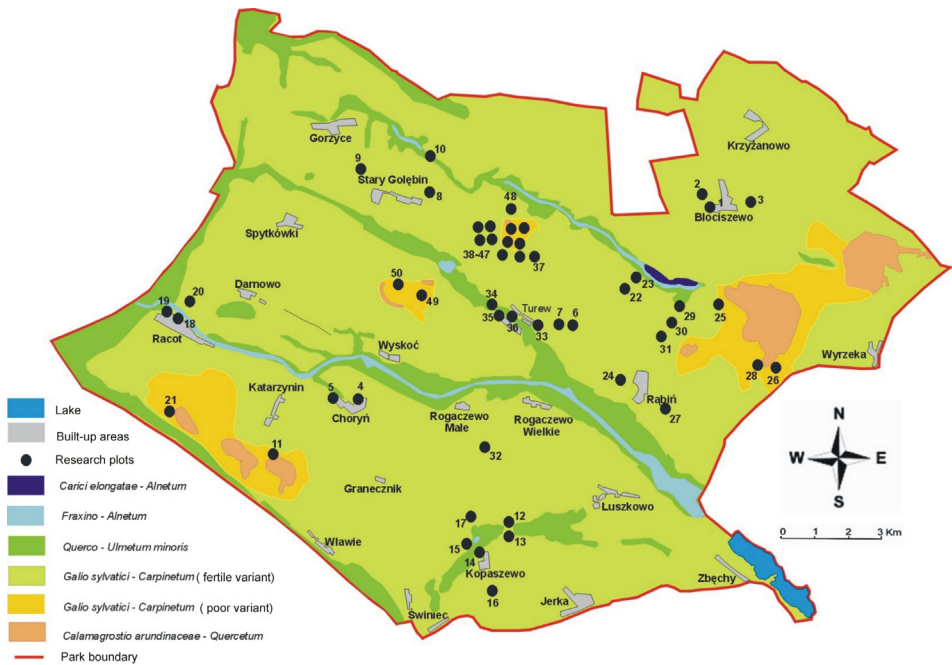 Gorzyce
10
9
Stary Gołębin
8
Krzyżanowo
2
1
3
Błociszewo
48
Spytkówki
38-47
37
50
49
Darnowo
20
19
18
Racot
34
35
36
Turew
33
7
6
23
22
29
30
31
25
28
26
Wyrzeka
Wyskoć
24
Rąbiń
27
Katarzynin
5
4
Choryń
Rogaczewo
Małe
Rogaczewo
Wielkie
21
11
32
Granecznik
Luszkowo
17
12
13
15
14
Kopaszewo
16
Wławie
Świniec
Jerka
Zbęchy
N
W
E
S
0 1 2 3 Km
Lake
Built-up areas
Research plots
Carici elongatae - Alnetum
Fraxino - Alnetum
Querco - Ulmetum minoris
Galio sylvatici - Carpinetum ( fertile variant)
Galio sylvatici - Carpinetum ( poor variant)
Calamagrostio arundinaceae - Quercetum
Park boundary